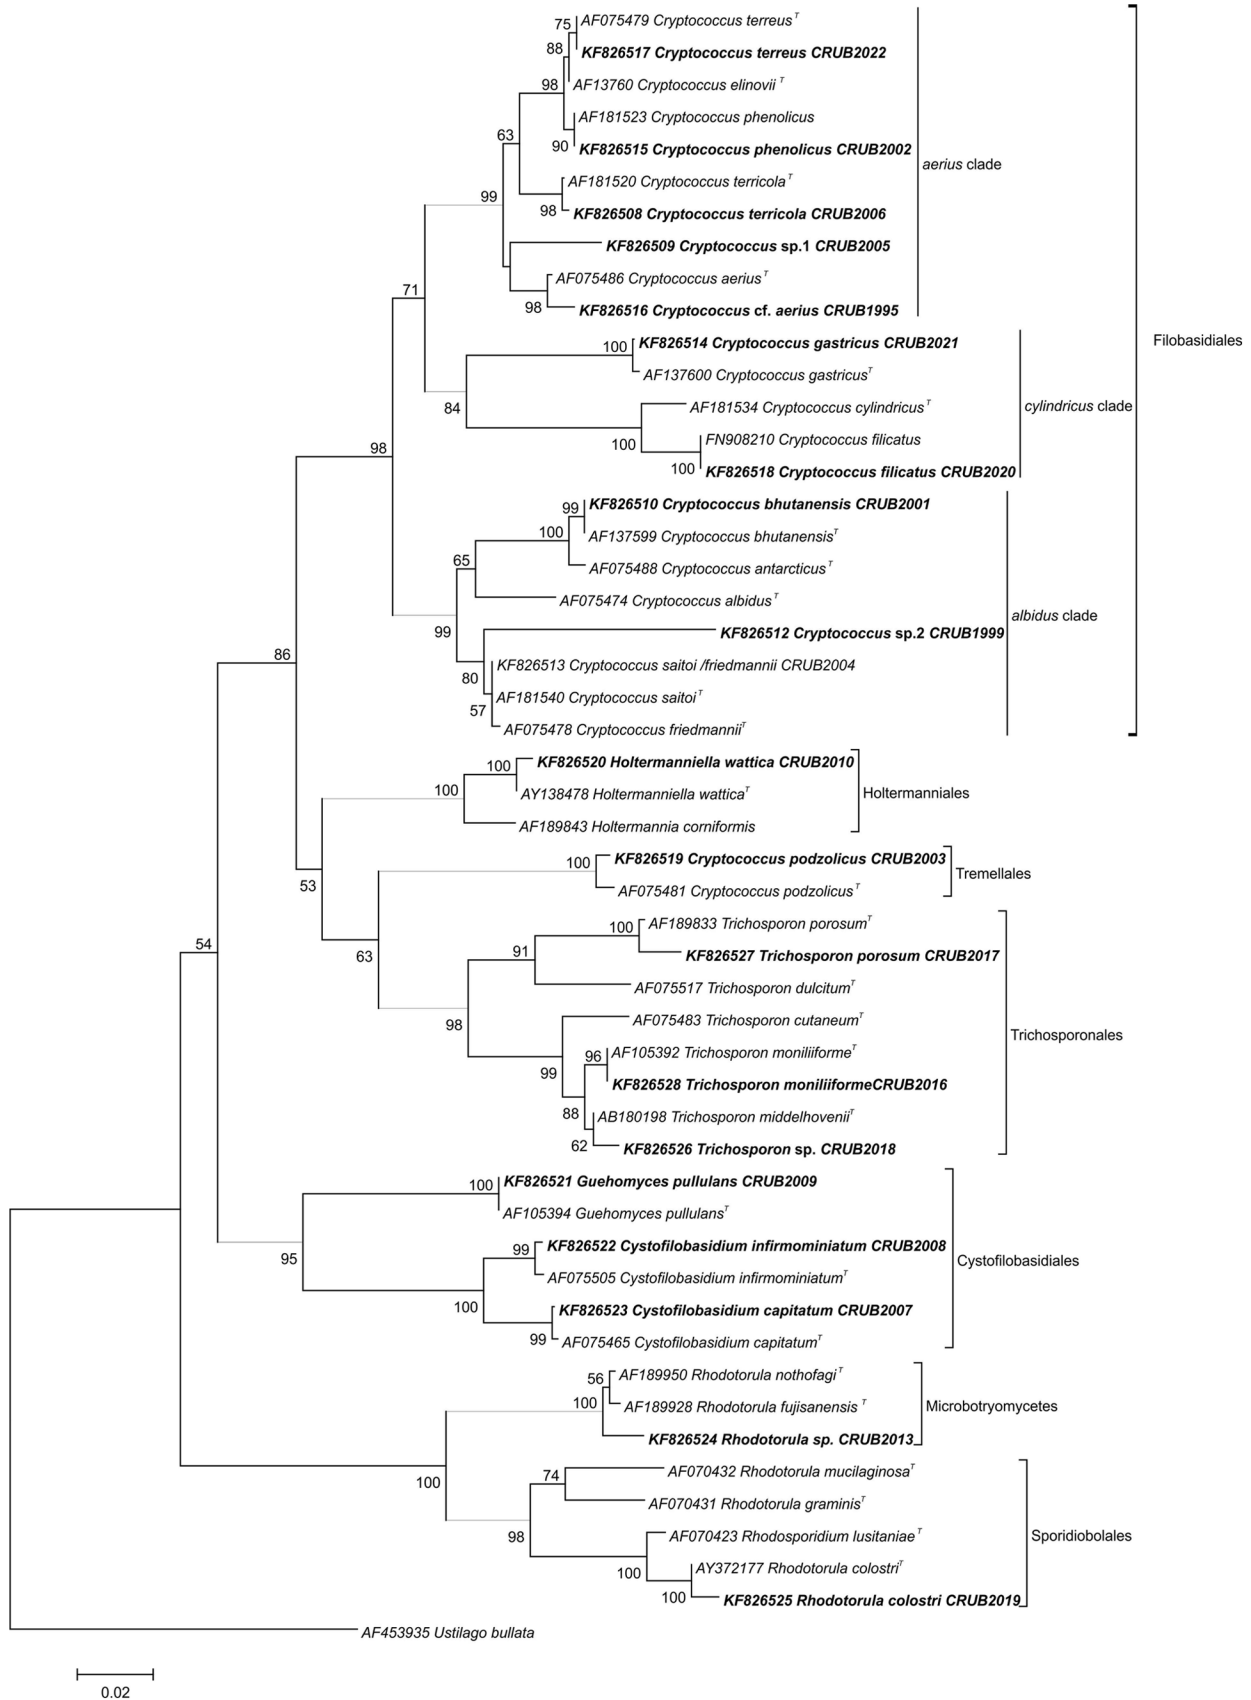 AF075479 Cryptococcus terreus T
75
88
KF826517 Cryptococcus terreus CRUB2022
98
AF13760 Cryptococcus elinovii T
AF181523 Cryptococcus phenolicus
63
90
KF826515 Cryptococcus phenolicus CRUB2002
aerius clade
AF181520 Cryptococcus terricola T
99
98
KF826508 Cryptococcus terricola CRUB2006
KF826509 Cryptococcus sp.1 CRUB2005
AF075486 Cryptococcus aerius T
71
98
KF826516 Cryptococcus cf. aerius CRUB1995
Filobasidiales
100
KF826514 Cryptococcus gastricus CRUB2021
AF137600 Cryptococcus gastricus T
84
AF181534 Cryptococcus cylindricus T
cylindricus clade
100
FN908210 Cryptococcus filicatus
98
100
KF826518 Cryptococcus filicatus CRUB2020
99
KF826510 Cryptococcus bhutanensis CRUB2001
100
AF137599 Cryptococcus bhutanensis T
65
AF075488 Cryptococcus antarcticus T
AF075474 Cryptococcus albidus T
albidus clade
99
KF826512 Cryptococcus sp.2 CRUB1999
86
80
KF826513 Cryptococcus saitoi /friedmannii CRUB2004
57
AF181540 Cryptococcus saitoi T
AF075478 Cryptococcus friedmannii T
100
KF826520 Holtermanniella wattica CRUB2010
100
AY138478 Holtermanniella wattica T
Holtermanniales
AF189843 Holtermannia corniformis
53
100
KF826519 Cryptococcus podzolicus CRUB2003
Tremellales
AF075481 Cryptococcus podzolicus T
54
63
100
AF189833 Trichosporon porosum T
91
KF826527 Trichosporon porosum CRUB2017
AF075517 Trichosporon dulcitum T
98
AF075483 Trichosporon cutaneum T
Trichosporonales
96
AF105392 Trichosporon moniliiforme T
99
KF826528 Trichosporon moniliiformeCRUB2016
88
AB180198 Trichosporon middelhovenii T
62
KF826526 Trichosporon sp. CRUB2018
100
KF826521 Guehomyces pullulans CRUB2009
AF105394 Guehomyces pullulans T
95
99
KF826522 Cystofilobasidium infirmominiatum CRUB2008
Cystofilobasidiales
AF075505 Cystofilobasidium infirmominiatum T
100
KF826523 Cystofilobasidium capitatum CRUB2007
99
AF075465 Cystofilobasidium capitatum T
56
AF189950 Rhodotorula nothofagi T
100
AF189928 Rhodotorula fujisanensis T
Microbotryomycetes
KF826524 Rhodotorula sp. CRUB2013
100
74
AF070432 Rhodotorula mucilaginosa T
AF070431 Rhodotorula graminis T
98
AF070423 Rhodosporidium lusitaniae T
Sporidiobolales
100
AY372177 Rhodotorula colostri T
100
KF826525 Rhodotorula colostri CRUB2019
AF453935 Ustilago bullata
0.02